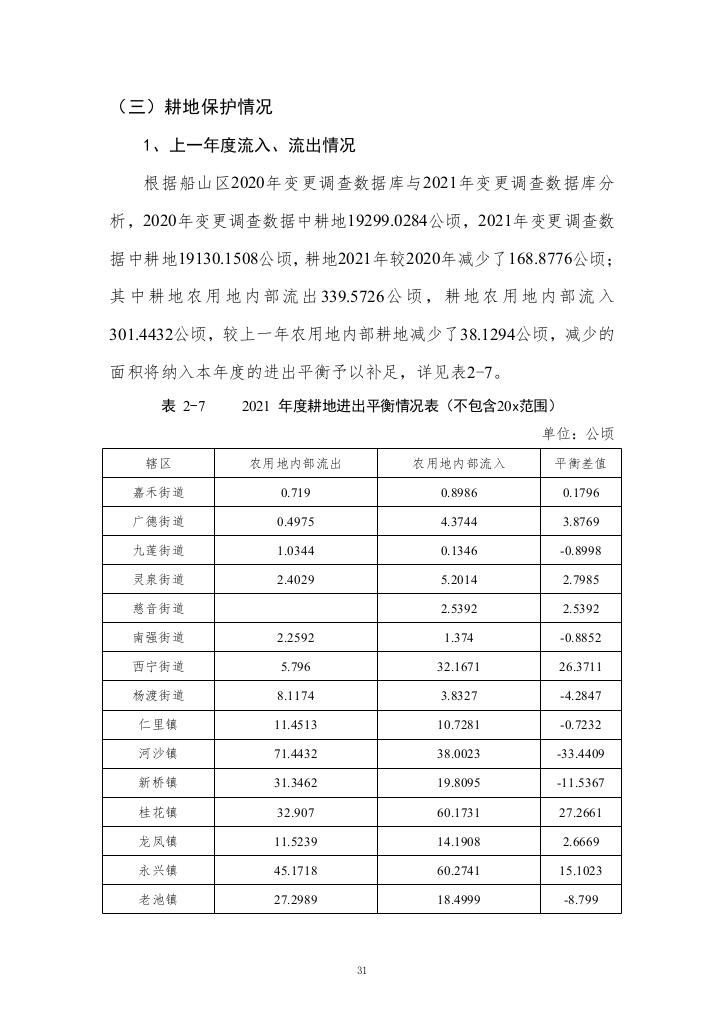 （三）耕地保护情况
1、上一年度流入、流出情况
根据船山区2020年变更调查数据库与2021年变更调查数据库分
析，2020年变更调查数据中耕地19299.0284公顷，2021年变更调查数
据中耕地19130.1508公顷，耕地2021年较2020年减少了168.8776公顷；
其中耕地农用地内部流出339.5726公顷，耕地农用地内部流入
301.4432公顷，较上一年农用地内部耕地减少了38.1294公顷，减少的
面积将纳入本年度的进出平衡予以补足，详见表2-7。
表 2-7 2021 年度耕地进出平衡情况表（不包含20x范围）
单位：公顷
辖区 农用地内部流出 农用地内部流入 平衡差值
嘉禾街道 0.719 0.8986 0.1796
广德街道 0.4975 4.3744 3.8769
九莲街道 1.0344 0.1346 -0.8998
灵泉街道 2.4029 5.2014 2.7985
慈音街道 2.5392 2.5392
南强街道 2.2592 1.374 -0.8852
西宁街道 5.796 32.1671 26.3711
杨渡街道 8.1174 3.8327 -4.2847
仁里镇 11.4513 10.7281 -0.7232
河沙镇 71.4432 38.0023 -33.4409
新桥镇 31.3462 19.8095 -11.5367
桂花镇 32.907 60.1731 27.2661
龙凤镇 11.5239 14.1908 2.6669
永兴镇 45.1718 60.2741 15.1023
老池镇 27.2989 18.4999 -8.799
31